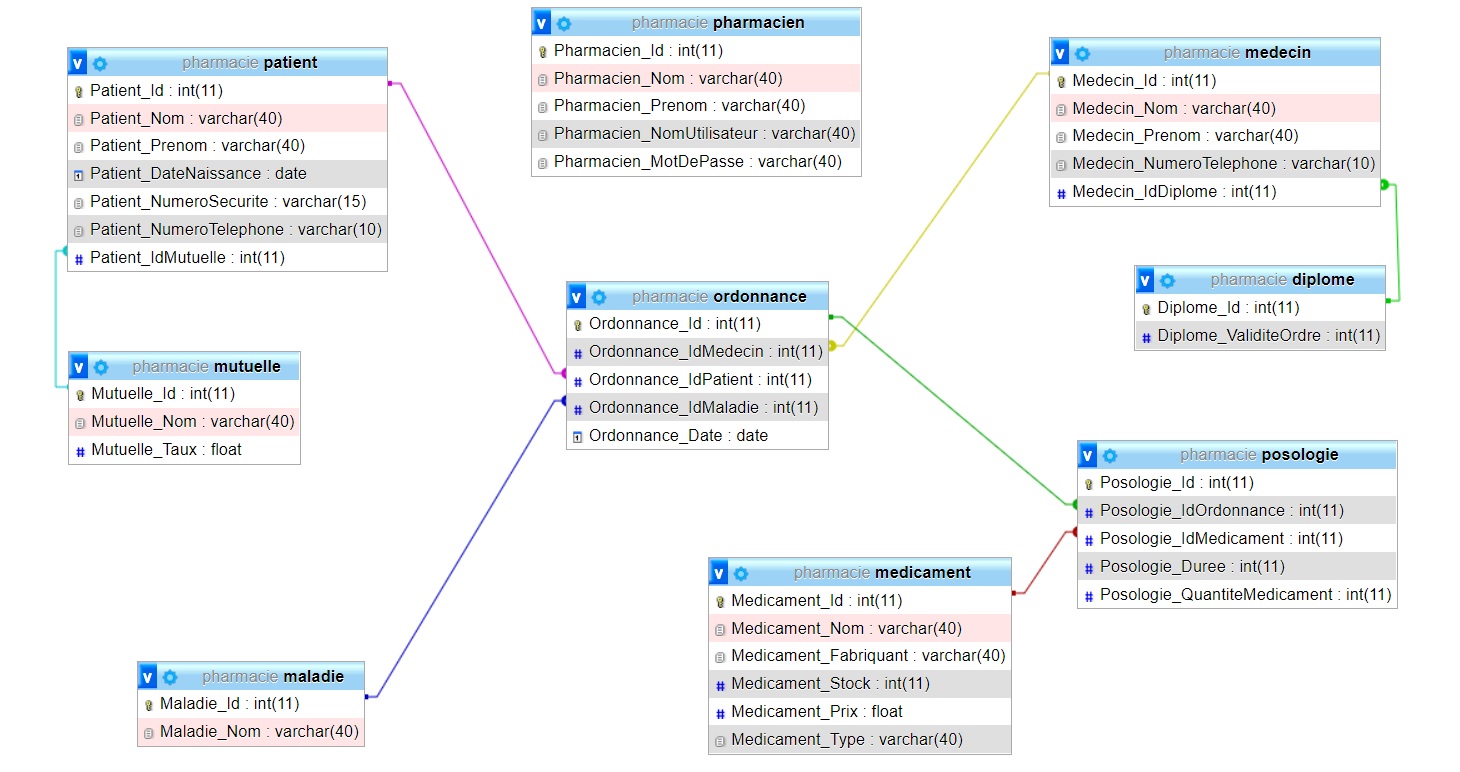 pharmacie patient
Patient_Id : int(11)
Patient_Nom : varchar(40)
Patient_Prenom : varchar(40)
Patient_DateNaissance : date
Patient_NumeroSecurite : varchar(15)
Patient_NumeroTelephone : varchar(10)
Patient_IdMutuelle : int(11)
pharmacie pharmacien
Pharmacien_Id : int(11)
Pharmacien_Nom : varchar(40)
Pharmacien_Prenom : varchar(40)
Pharmacien_NomUtilisateur : varchar(40)
Pharmacien_MotDePasse : varchar(40)
pharmacie medecin
Medecin_Id : int(11)
Medecin_Nom : varchar(40)
Medecin_Prenom : varchar(40)
Medecin_NumeroTelephone : varchar(10)
Medecin_IdDiplome : int(11)
pharmacie diplome
Diplome_Id : int(11)
Diplome_ValiditeOrdre : int(11)
pharmacie ordonnance
Ordonnance_Id : int(11)
Ordonnance_IdMedecin : int(11)
Ordonnance_IdPatient : int(11)
Ordonnance_IdMaladie : int(11)
Ordonnance_Date : date
pharmacie mutuelle
Mutuelle_Id : int(11)
Mutuelle_Nom : varchar(40)
Mutuelle_Taux : float
pharmacie posologie
Posologie_Id : int(11)
Posologie_IdOrdonnance : int(11)
Posologie_IdMedicament : int(11)
Posologie_Duree : int(11)
Posologie_QuantiteMedicament : int(11)
pharmacie medicament
Medicament_Id : int(11)
Medicament_Nom : varchar(40)
Medicament_Fabriquant : varchar(40)
Medicament_Stock : int(11)
Medicament_Prix : float
Medicament_Type : varchar(40)
pharmacie maladie
Maladie_Id : int(11)
Maladie_Nom : varchar(40)